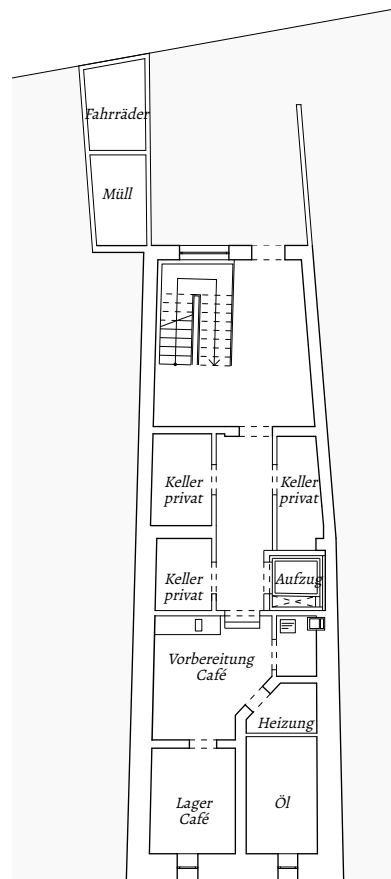 Fahrräder
Müll
Keller
privat
Keller
privat
Keller
privat
Aufzug
Vorbereitung
Café
Heizung
Lager
Café
Öl